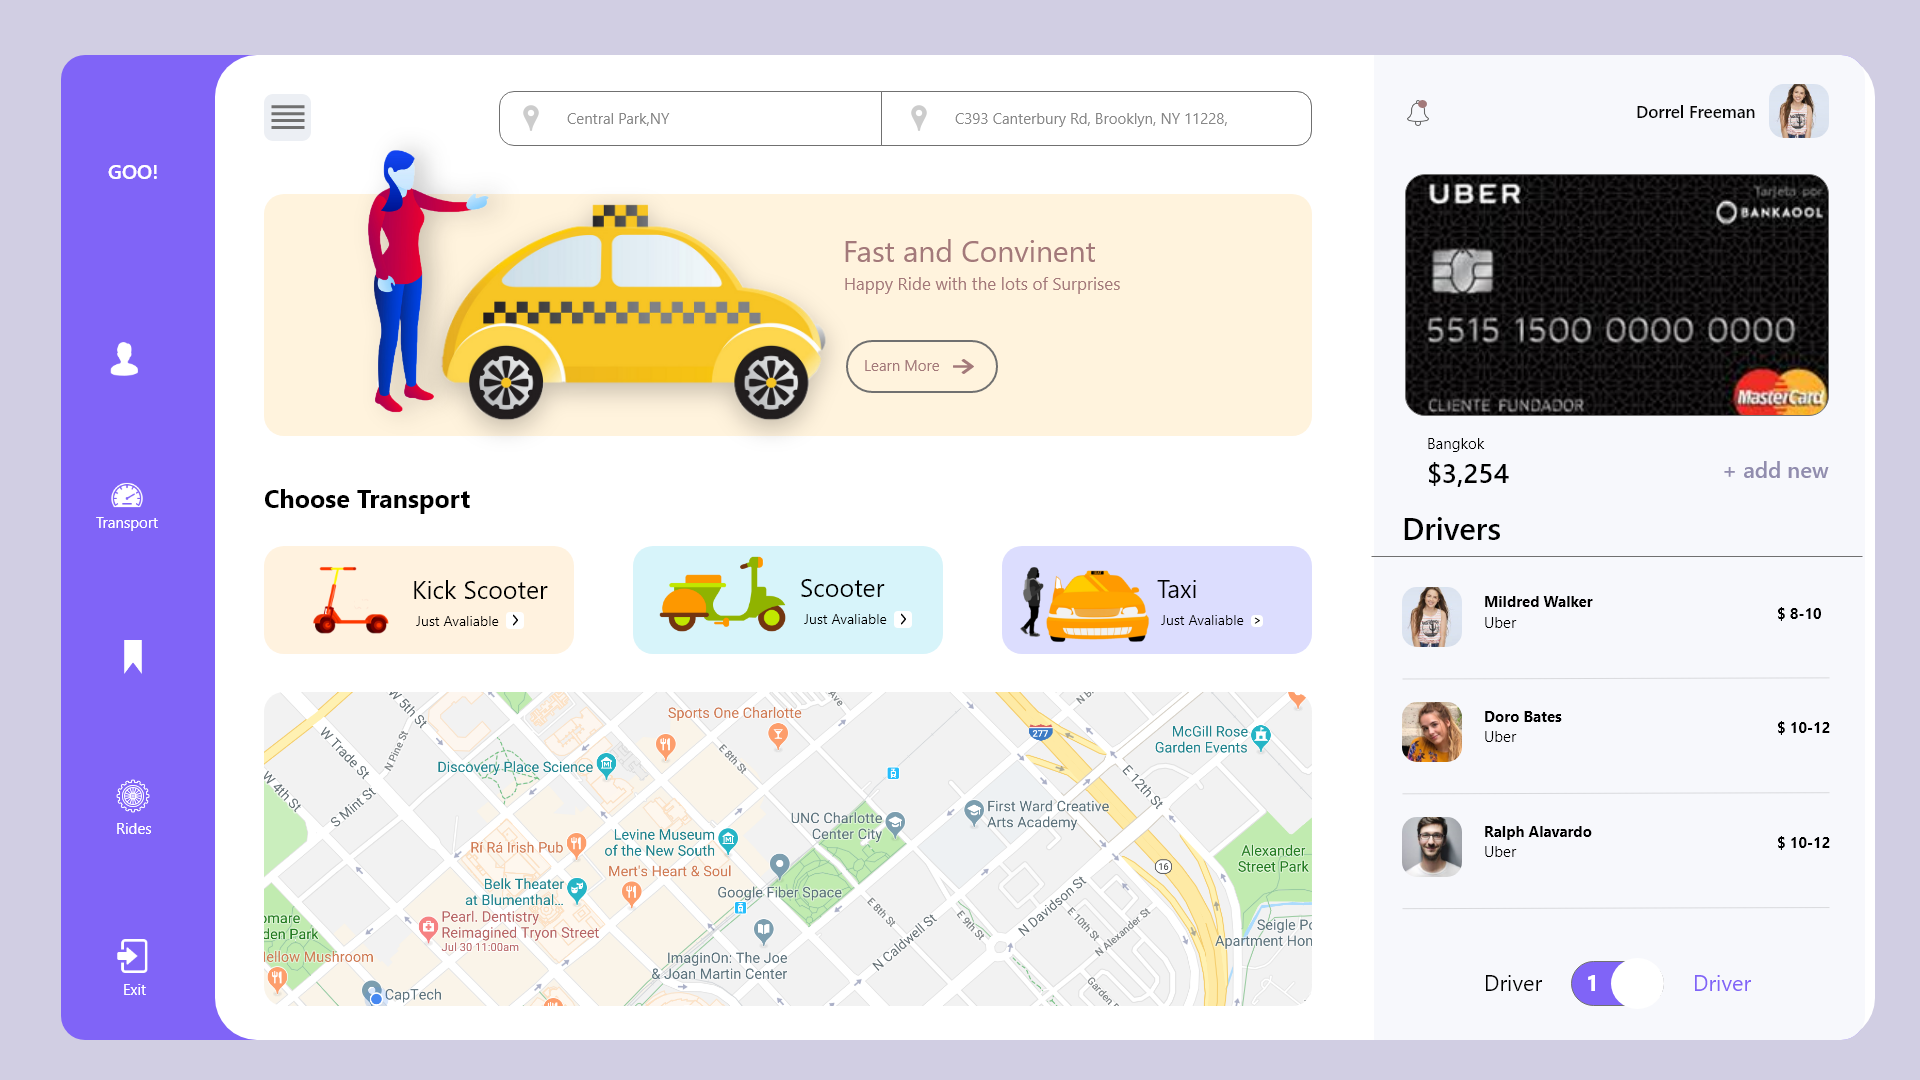 GOO!
Transport
Rides
Exit
Central Park,NY
C393 Canterbury Rd, Brooklyn, NY 11228,
Fast and Convinent
Happy Ride with the lots of Surprises
Learn More
Choose Transport
Kick Scooter
Just Avaliable
Scooter
Just Avaliable
Taxi
Just Avaliable
W 5th St
W Trade St
N Pine St
W 4th St
S Mint St
Sports One Charlotte
E 8th St
Discovery Place Science
277
McGill Rose
Garden Events
E 12th St
UNC Charlotte
Center City
First Ward Creative
Arts Academy
Levine Museum
of the New South
Rí Rá Irish Pub
Mert's Heart & Soul
Google Fiber Space
Belk Theater
at Blumenthal...
Pearl. Dentistry
Reimagined Tryon Street
Jul 30 11:00am
16
Alexander
Street Park
N Davidson St
E 8th St
E 9th St
E 10th St
N Alexander St
N Caldwell St
ImaginOn: The Joe
& Joan Martin Center
omare
den Park
ellow Mushroom
CapTech
Seigle Po
Apartment Hom
Garden
Dorrel Freeman
UBER
Tarjeta por
BANKAOOL
5515 1500 0000 0000
CLIENTE FUNDADOR
MasterCard
Bangkok
$3,254
+ add new
Drivers
Mildred Walker
Uber
$ 8-10
Doro Bates
Uber
$ 10-12
Ralph Alavardo
Uber
$ 10-12
Driver
1
Driver